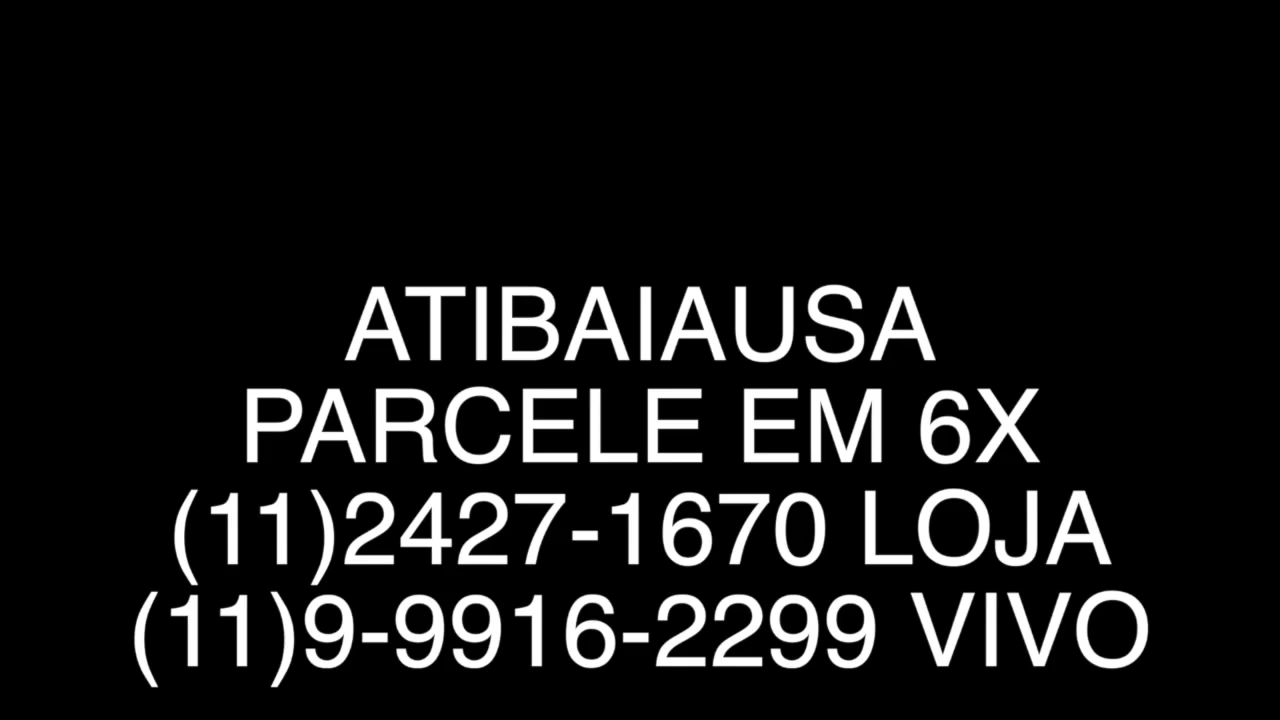 ATIBAIAUSA
PARCELE EM 6X
(11)2427-1670 LOJA
(11)9-9916-2299 VIVO